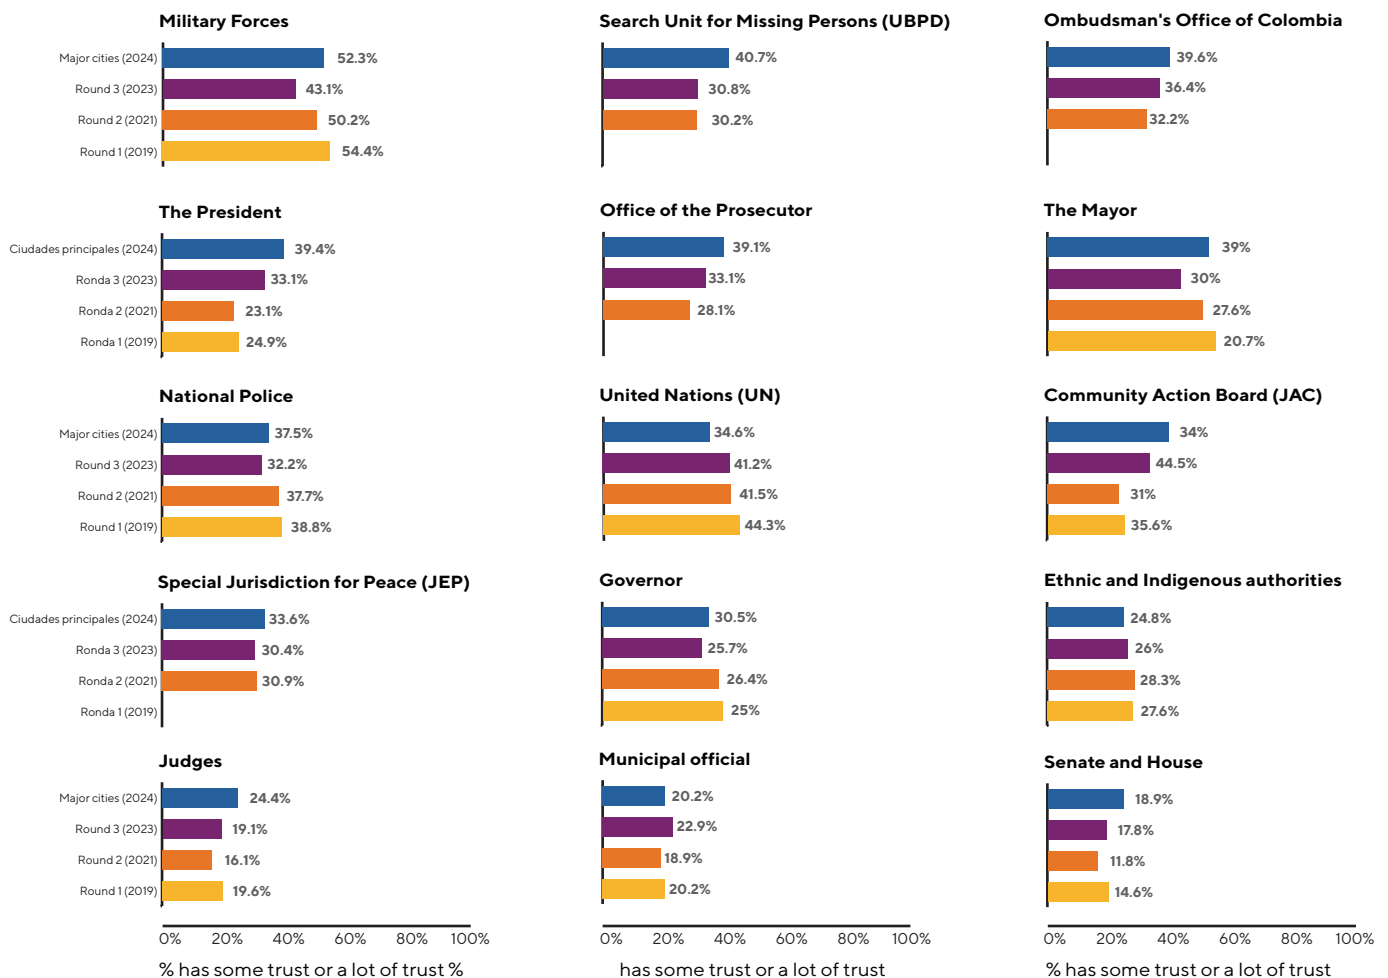 Military Forces
Major cities (2024) 52.3%
Round 3 (2023) 43.1%
Round 2 (2021) 50.2%
Round 1 (2019) 54.4%
Search Unit for Missing Persons (UBPD)
40.7%
30.8%
30.2%
Ombudsman's Office of Colombia
39.6%
36.4%
32.2%
The President
Ciudades principales (2024) 39.4%
Ronda 3 (2023) 33.1%
Ronda 2 (2021) 23.1%
Ronda 1 (2019) 24.9%
Office of the Prosecutor
39.1%
33.1%
28.1%
The Mayor
39%
30%
27.6%
20.7%
National Police
Major cities (2024) 37.5%
Round 3 (2023) 32.2%
Round 2 (2021) 37.7%
Round 1 (2019) 38.8%
United Nations (UN)
34.6%
41.2%
41.5%
44.3%
Community Action Board (JAC)
34%
44.5%
31%
35.6%
Special Jurisdiction for Peace (JEP)
Ciudades principales (2024) 33.6%
Ronda 3 (2023) 30.4%
Ronda 2 (2021) 30.9%
Ronda 1 (2019)
Governor
30.5%
25.7%
26.4%
25%
Ethnic and Indigenous authorities
24.8%
26%
28.3%
27.6%
Judges
Major cities (2024) 24.4%
Round 3 (2023) 19.1%
Round 2 (2021) 16.1%
Round 1 (2019) 19.6%
Municipal official
20.2%
22.9%
18.9%
20.2%
Senate and House
18.9%
17.8%
11.8%
14.6%
0% 20% 40% 60% 80% 100%
% has some trust or a lot of trust %
0% 20% 40% 60% 80% 100%
has some trust or a lot of trust
0% 20% 40% 60% 80% 100%
% has some trust or a lot of trust